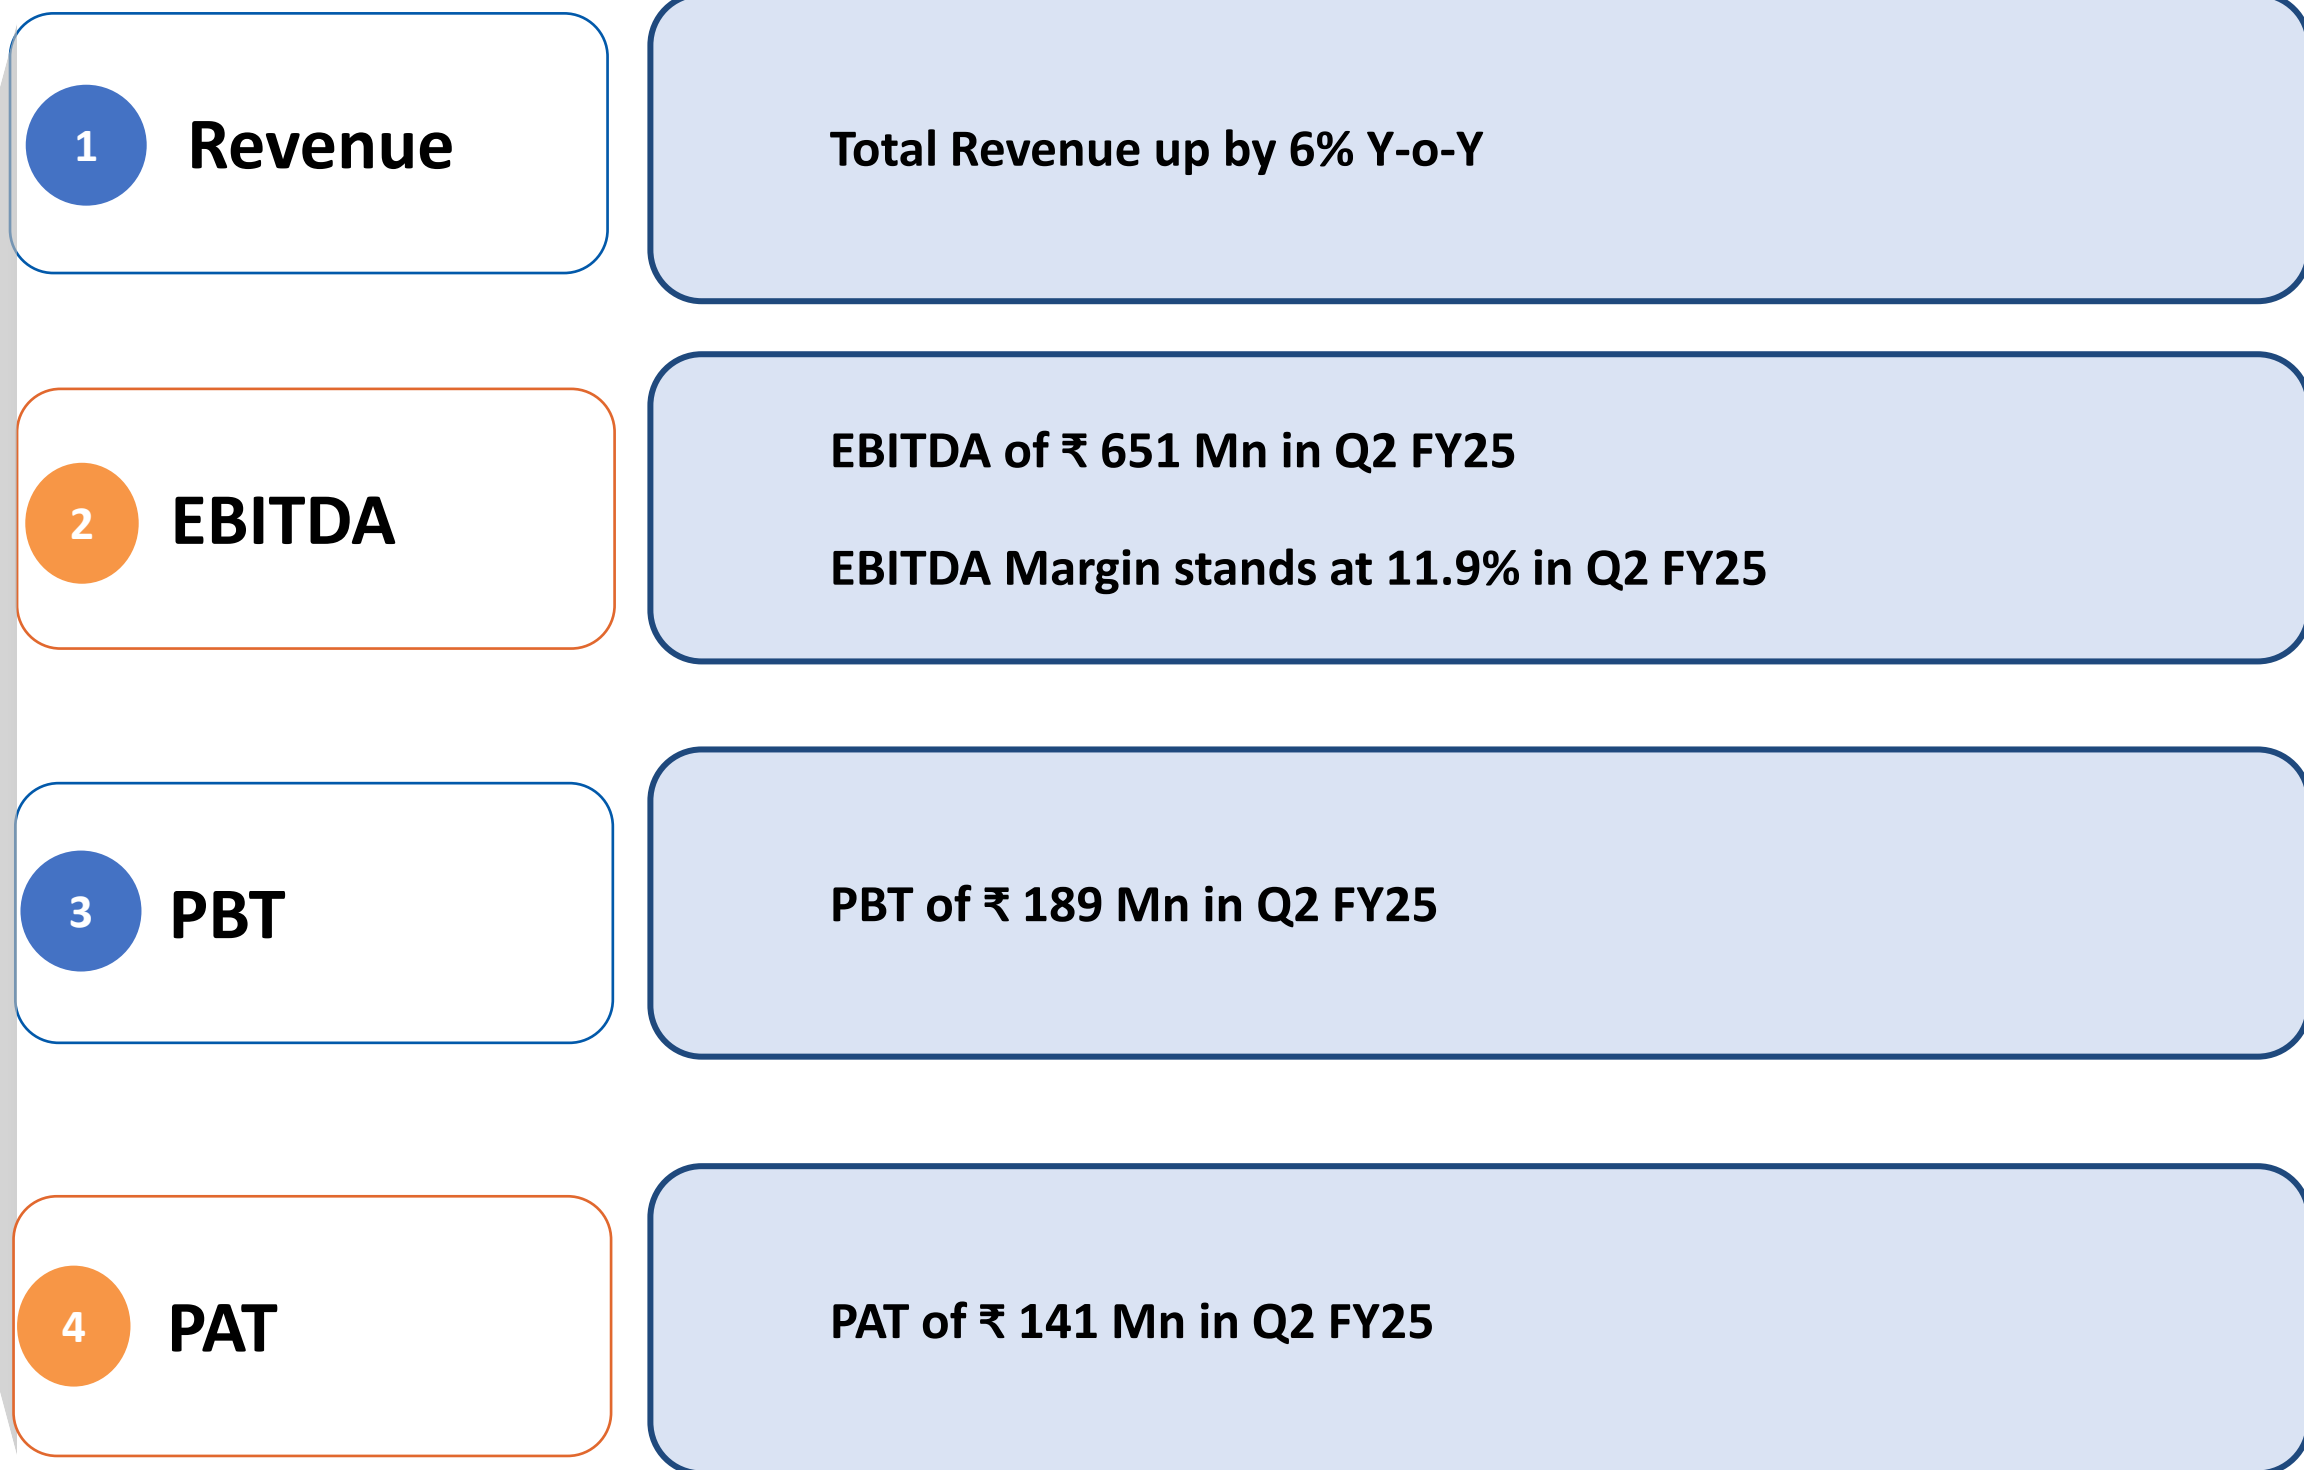 1
Revenue
Total Revenue up by 6% Y-o-Y
2
EBITDA
EBITDA of ₹ 651 Mn in Q2 FY25
EBITDA Margin stands at 11.9% in Q2 FY25
3
PBT
PBT of ₹ 189 Mn in Q2 FY25
4
PAT
PAT of ₹ 141 Mn in Q2 FY25